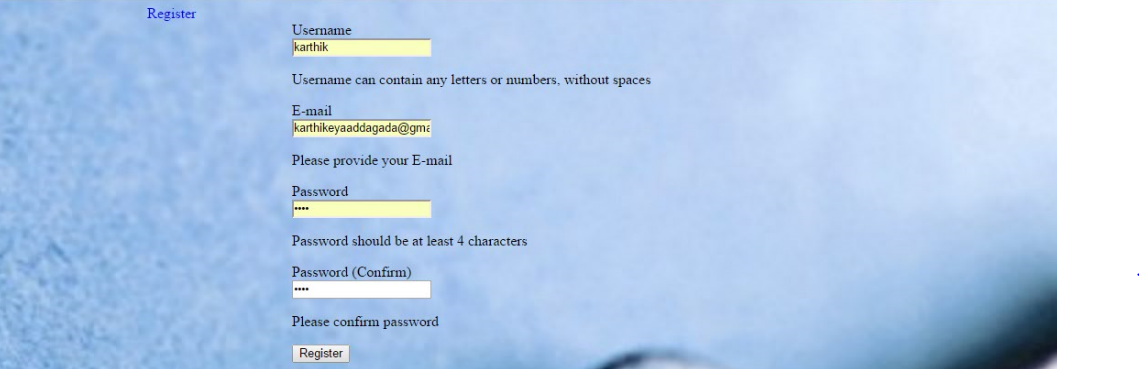 Register
Username
karthik
Username can contain any letters or numbers, without spaces
E-mail
karthikeyaaddagada@gma
Please provide your E-mail
Password
••••
Password should be at least 4 characters
Password (Confirm)
••••
Please confirm password
Register